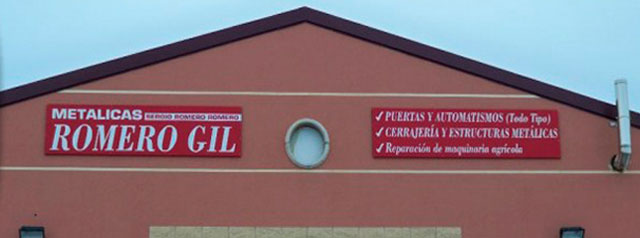 METALICAS SERGIO ROMERO ROMERO
ROMERO GIL
✓ PUERTAS Y AUTOMATISMOS (Todo Tipo)
✓ CERRAJERÍA Y ESTRUCTURAS METÁLICAS
✓ Reparación de maquinaria agrícola